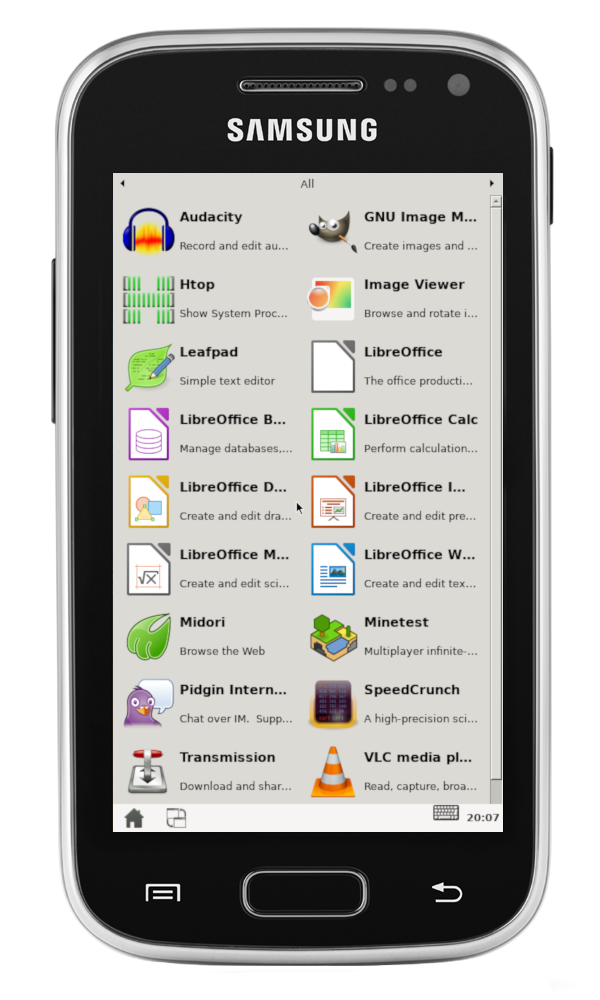 SAMSUNG
All
Audacity
Record and edit au...
GNU Image M...
Create images and ...
Htop
Show System Proc...
Image Viewer
Browse and rotate i...
Leafpad
Simple text editor
LibreOffice
The office producti...
LibreOffice B...
Manage databases,...
LibreOffice Calc
Perform calculation...
LibreOffice D...
Create and edit dra...
LibreOffice I...
Create and edit pre...
LibreOffice M...
Create and edit sci...
LibreOffice W...
Create and edit tex...
Midori
Browse the Web
Minetest
Multiplayer infinite-...
Pidgin Intern...
Chat over IM.  Supp...
SpeedCrunch
A high-precision sci...
Transmission
Download and shar...
VLC media pl...
Read, capture, broa...
20:07